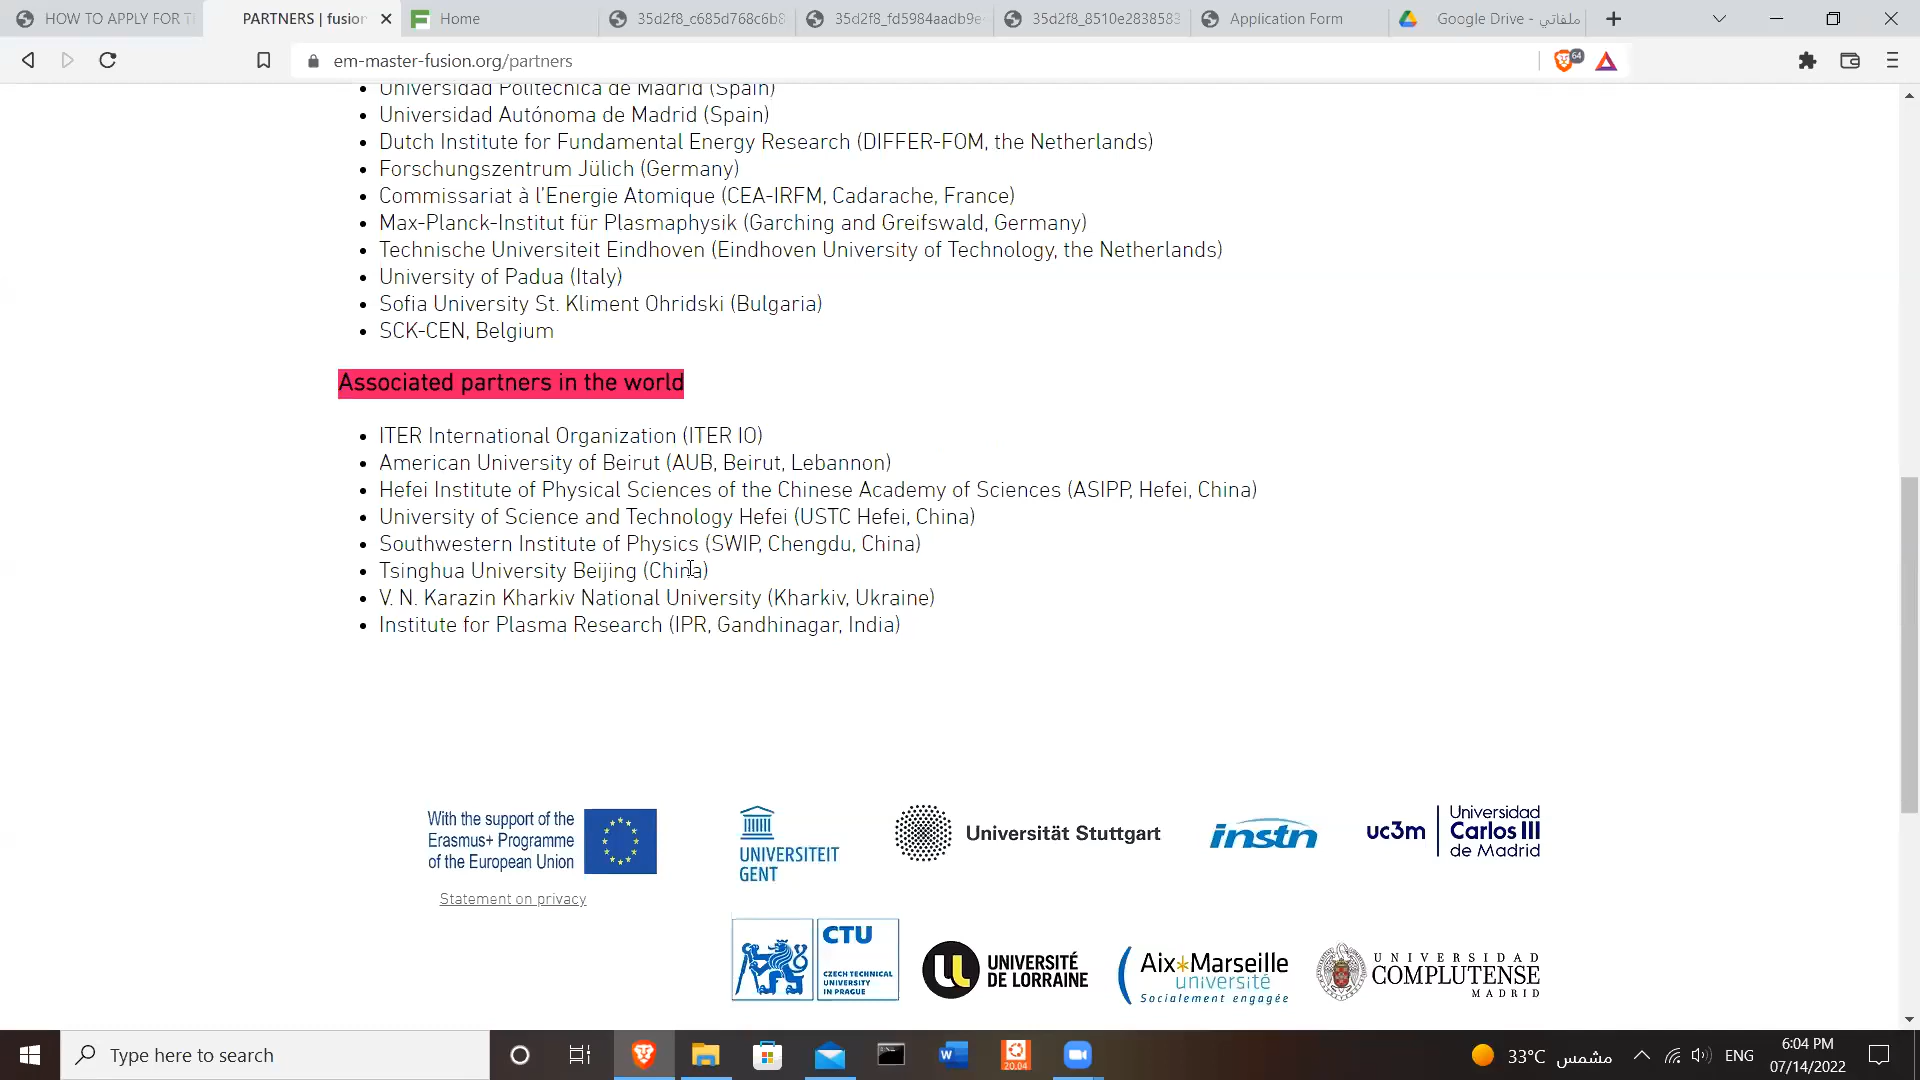 HOW TO APPLY FOR T
PARTNERS | fusion
Home
35d2f8_c685d768c6b8
35d2f8_fd5984aadb9e
35d2f8_8510e2838583
Application Form
Google Drive - ملفاتي
em-master-fusion.org/partners
64
Universidad Politécnica de Madrid (Spain)
Universidad Autónoma de Madrid (Spain)
Dutch Institute for Fundamental Energy Research (DIFFER-FOM, the Netherlands)
Forschungszentrum Jülich (Germany)
Commissariat à l'Energie Atomique (CEA-IRFM, Cadarache, France)
Max-Planck-Institut für Plasmaphysik (Garching and Greifswald, Germany)
Technische Universiteit Eindhoven (Eindhoven University of Technology, the Netherlands)
University of Padua (Italy)
Sofia University St. Kliment Ohridski (Bulgaria)
SCK-CEN, Belgium
Associated partners in the world
ITER International Organization (ITER IO)
American University of Beirut (AUB, Beirut, Lebannon)
Hefei Institute of Physical Sciences of the Chinese Academy of Sciences (ASIPP, Hefei, China)
University of Science and Technology Hefei (USTC Hefei, China)
Southwestern Institute of Physics (SWIP, Chengdu, China)
Tsinghua University Beijing (China)
V. N. Karazin Kharkiv National University (Kharkiv, Ukraine)
Institute for Plasma Research (IPR, Gandhinagar, India)
With the support of the
Erasmus+ Programme
of the European Union
Statement on privacy
UNIVERSITEIT
GENT
Universität Stuttgart
instn
uc3m
Universidad
Carlos III
de Madrid
CTU
CZECH TECHNICAL
UNIVERSITY
IN PRAGUE
UNIVERSITÉ
DE LORRAINE
Aix*Marseille
université
Socialement engagée
UNIVERSIDAD
COMPLUTENSE
MADRID
Type here to search
20.04
33°C مشمس
ENG
6:04 PM
07/14/2022